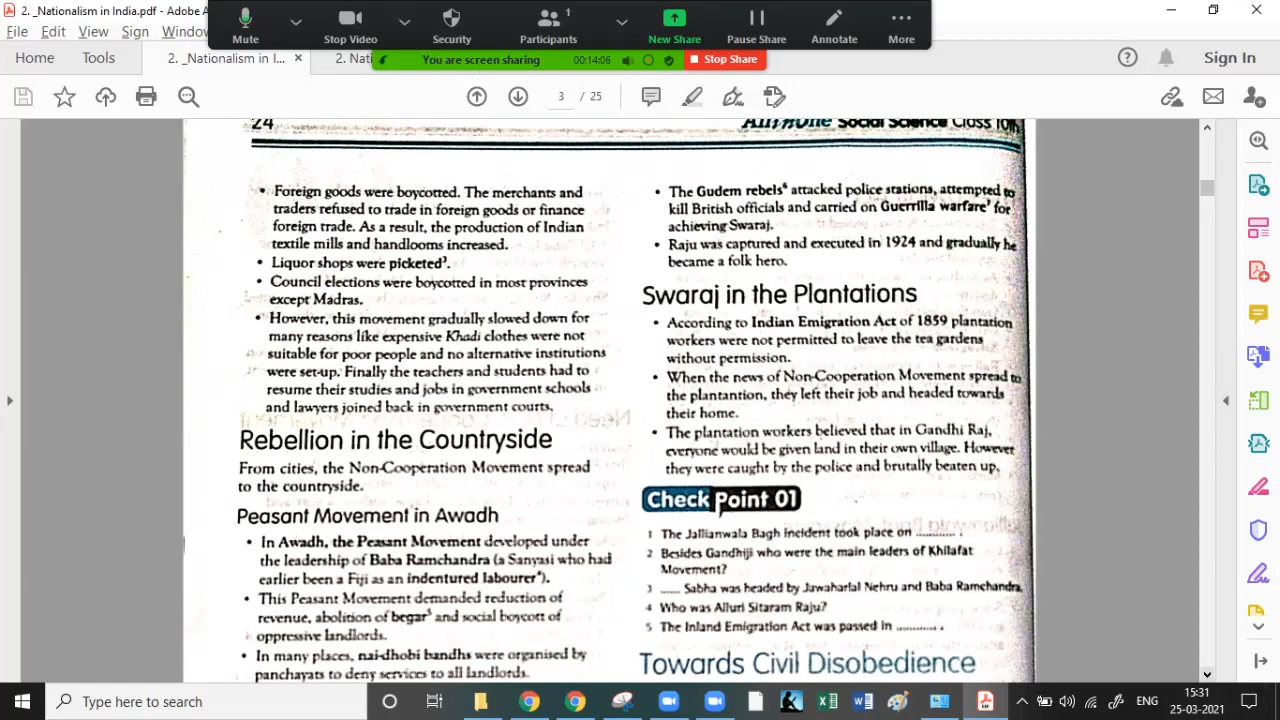 2. _Nationalism in India.pdf - Adobe A
File Edit View Sign Window
Mute
Stop Video
Security
1
Participants
New Share
Pause Share
Annotate
More
You are screen sharing
00:14:06
Stop Share
Home
Tools
2. _Nationalism in I...
2. Nat
Sign In
3 / 25
24
All in One Social Science Class 10th
• Foreign goods were boycotted. The merchants and
traders refused to trade in foreign goods or finance
foreign trade. As a result, the production of Indian
textile mills and handlooms increased.
• Liquor shops were picketed³.
• Council elections were boycotted in most provinces
except Madras.
• However, this movement gradually slowed down for
many reasons like expensive Khadi clothes were not
suitable for poor people and no alternative institutions
were set-up. Finally the teachers and students had to
resume their studies and jobs in government schools
and lawyers joined back in government courts.
Rebellion in the Countryside
From cities, the Non-Cooperation Movement spread
to the countryside.
Peasant Movement in Awadh
• In Awadh, the Peasant Movement developed under
the leadership of Baba Ramchandra (a Sanyasi who had
earlier been a Fiji as an indentured labourer⁴).
• This Peasant Movement demanded reduction of
revenue, abolition of begar⁵ and social boycott of
oppressive landlords.
• In many places, nai-dhobi bandhs were organised by
panchayats to deny services to all landlords.
• The Gudem rebels⁶ attacked police stations, attempted to
kill British officials and carried on Guerrilla warfare⁷ for
achieving Swaraj.
• Raju was captured and executed in 1924 and gradually he
became a folk hero.
Swaraj in the Plantations
• According to Indian Emigration Act of 1859 plantation
workers were not permitted to leave the tea gardens
without permission.
• When the news of Non-Cooperation Movement spread to
the plantantion, they left their job and headed towards
their home.
• The plantation workers believed that in Gandhi Raj,
everyone would be given land in their own village. However
they were caught by the police and brutally beaten up.
Check Point 01
1 The Jallianwala Bagh incident took place on ......... .
2 Besides Gandhiji who were the main leaders of Khilafat
Movement?
3 ...... Sabha was headed by Jawaharlal Nehru and Baba Ramchandra.
4 Who was Alluri Sitaram Raju?
5 The Inland Emigration Act was passed in .......... .
Towards Civil Disobedience
Type here to search
ENG
15:31
25-03-2021